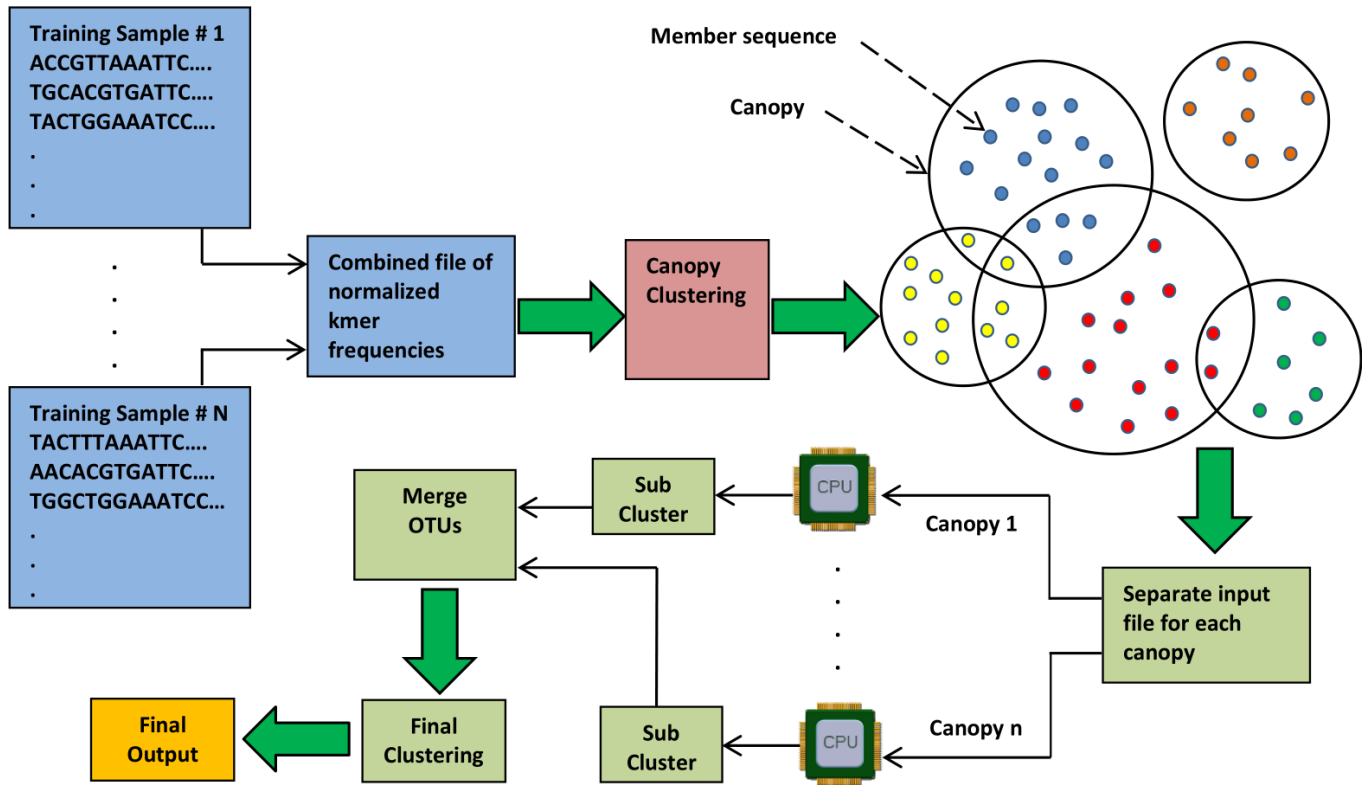 Training Sample # 1
ACCGTTAAATTC….
TGCACGTGATTC….
TACTGGAAATCC….
.
.
.
.
.
.
.
Training Sample # N
TACTTTAAATTC….
AACACGTGATTC….
TGGCTGGAAATCC…
.
.
.
Combined file of
normalized
kmer
frequencies
Canopy
Clustering
Member sequence
Canopy
Separate input
file for each
canopy
Canopy 1
CPU
Sub
Cluster
.
.
.
.
Canopy n
CPU
Sub
Cluster
Merge
OTUs
Final
Clustering
Final
Output